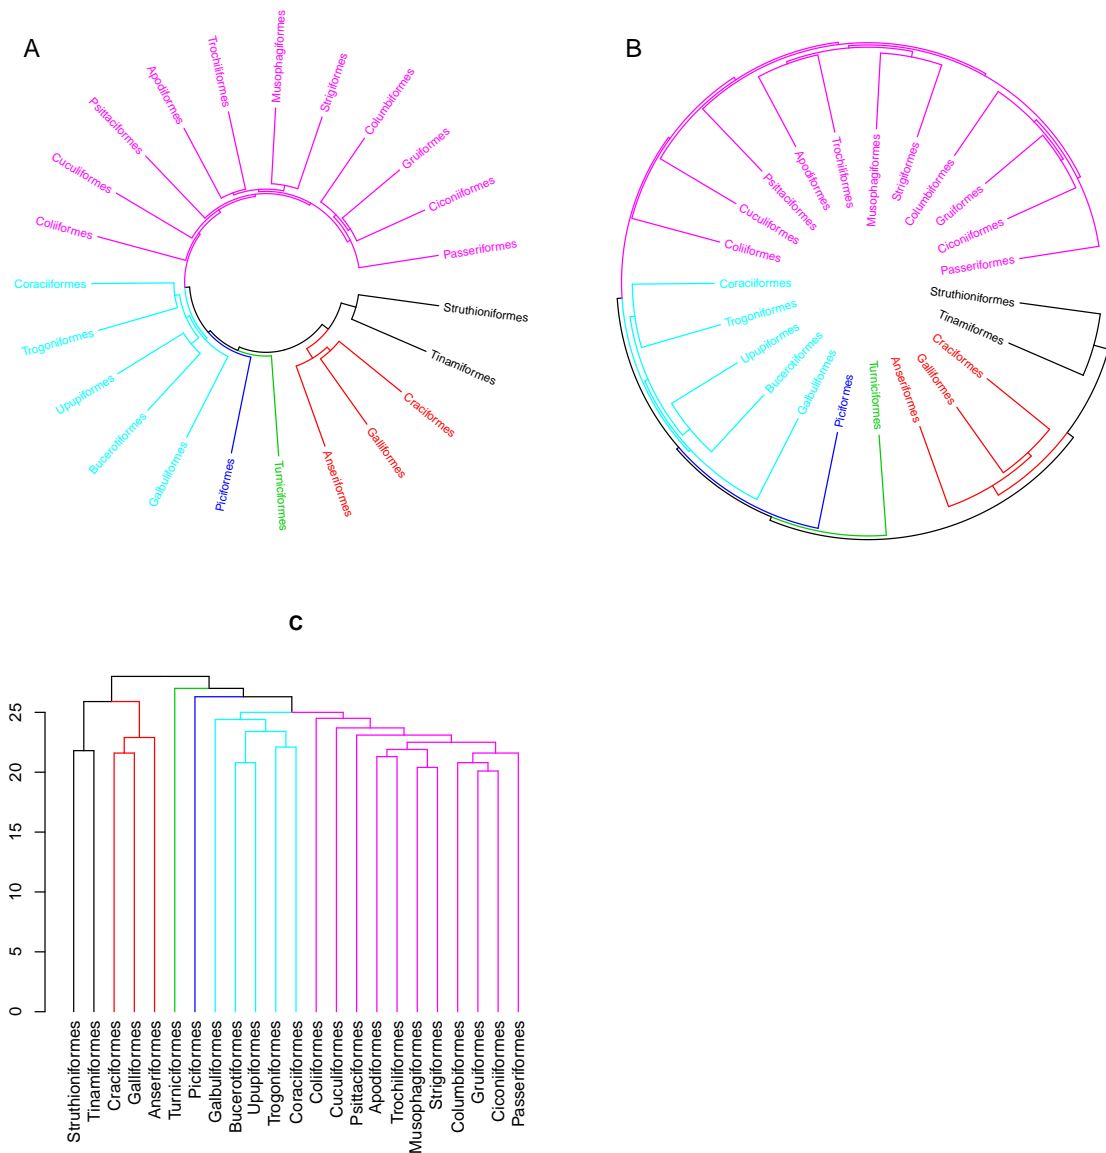 A
Passeriformes
Ciconiiformes
Gruiformes
Columbiformes
Strigiformes
Musophagiformes
Trochiliformes
Apodiformes
Psittaciformes
Cuculiformes
Coliiformes
Coraciiformes
Trogoniformes
Upupiformes
Bucerotiformes
Galbuliformes
Piciformes
Turniciformes
Anseriformes
Galliformes
Craciformes
Tinamiformes
Struthioniformes
B
Passeriformes
Ciconiiformes
Gruiformes
Columbiformes
Strigiformes
Musophagiformes
Trochiliformes
Apodiformes
Psittaciformes
Cuculiformes
Coliiformes
Coraciiformes
Trogoniformes
Upupiformes
Bucerotiformes
Galbuliformes
Piciformes
Turniciformes
Anseriformes
Galliformes
Craciformes
Tinamiformes
Struthioniformes
C
25
20
15
10
5
0
Struthioniformes
Tinamiformes
Craciformes
Galliformes
Anseriformes
Turniciformes
Piciformes
Galbuliformes
Bucerotiformes
Upupiformes
Trogoniformes
Coraciiformes
Coliiformes
Cuculiformes
Psittaciformes
Apodiformes
Trochiliformes
Musophagiformes
Strigiformes
Columbiformes
Gruiformes
Ciconiiformes
Passeriformes